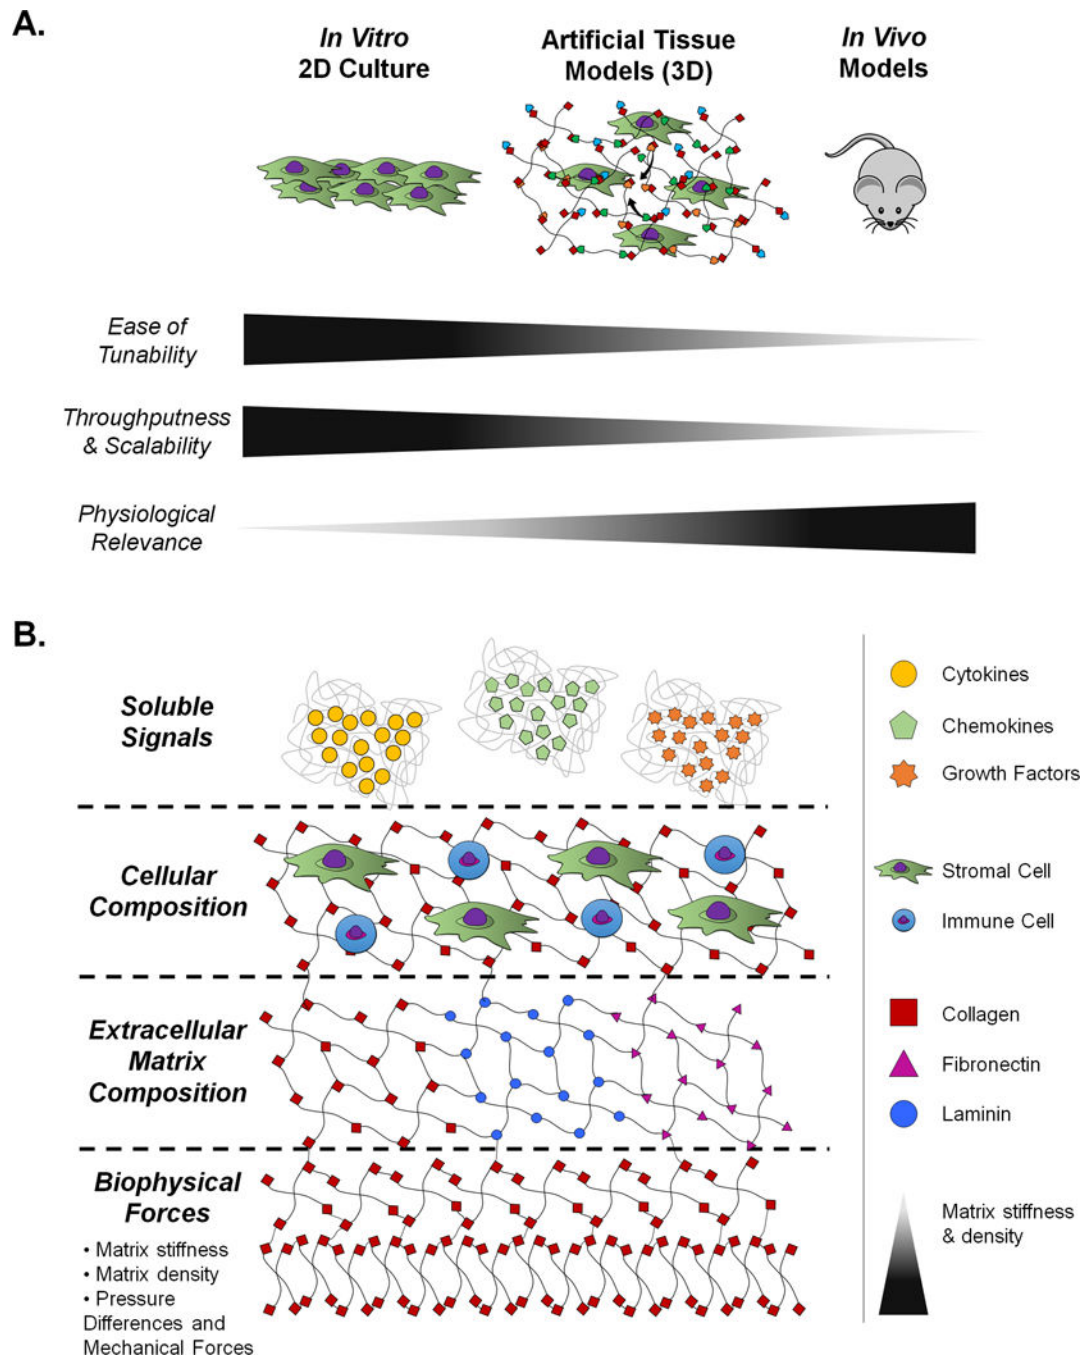 A.
In Vitro
2D Culture
Artificial Tissue
Models (3D)
In Vivo
Models
Ease of
Tunability
Throughputness
& Scalability
Physiological
Relevance
B.
Soluble
Signals
Cellular
Composition
Extracellular
Matrix
Composition
Biophysical
Forces
• Matrix stiffness
• Matrix density
• Pressure
Differences and
Mechanical Forces
Cytokines
Chemokines
Growth Factors
Stromal Cell
Immune Cell
Collagen
Fibronectin
Laminin
Matrix stiffness
& density